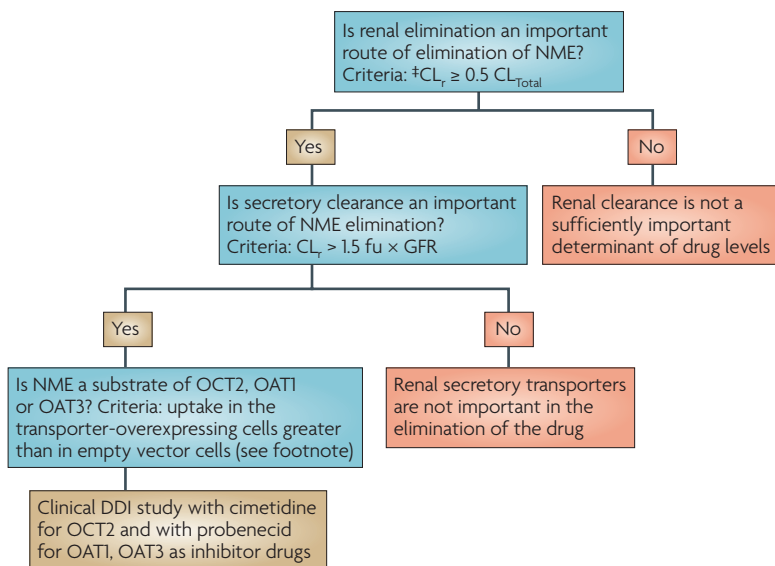 Is renal elimination an important
route of elimination of NME?
Criteria: ‡CLr ≥ 0.5 CLTotal
Yes
No
Is secretory clearance an important
route of NME elimination?
Criteria: CLr > 1.5 fu × GFR
Renal clearance is not a
sufficiently important
determinant of drug levels
Yes
No
Is NME a substrate of OCT2, OAT1
or OAT3? Criteria: uptake in the
transporter-overexpressing cells greater
than in empty vector cells (see footnote)
Renal secretory transporters
are not important in the
elimination of the drug
Clinical DDI study with cimetidine
for OCT2 and with probenecid
for OAT1, OAT3 as inhibitor drugs